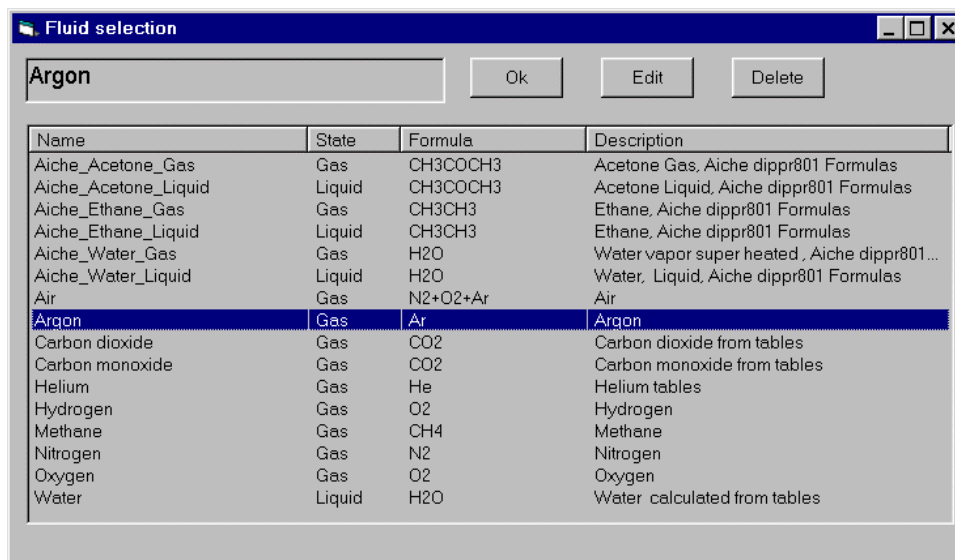 Fluid selection
Argon Ok Edit Delete
Name State Formula Description
Aiche_Acetone_Gas Gas CH3COCH3 Acetone Gas, Aiche dippr801 Formulas
Aiche_Acetone_Liquid Liquid CH3COCH3 Acetone Liquid, Aiche dippr801 Formulas
Aiche_Ethane_Gas Gas CH3CH3 Ethane, Aiche dippr801 Formulas
Aiche_Ethane_Liquid Liquid CH3CH3 Ethane, Aiche dippr801 Formulas
Aiche_Water_Gas Gas H2O Water vapor super heated , Aiche dippr801...
Aiche_Water_Liquid Liquid H2O Water, Liquid, Aiche dippr801 Formulas
Air Gas N2+O2+Ar Air
Argon Gas Ar Argon
Carbon dioxide Gas CO2 Carbon dioxide from tables
Carbon monoxide Gas CO2 Carbon monoxide from tables
Helium Gas He Helium tables
Hydrogen Gas O2 Hydrogen
Methane Gas CH4 Methane
Nitrogen Gas N2 Nitrogen
Oxygen Gas O2 Oxygen
Water Liquid H2O Water calculated from tables